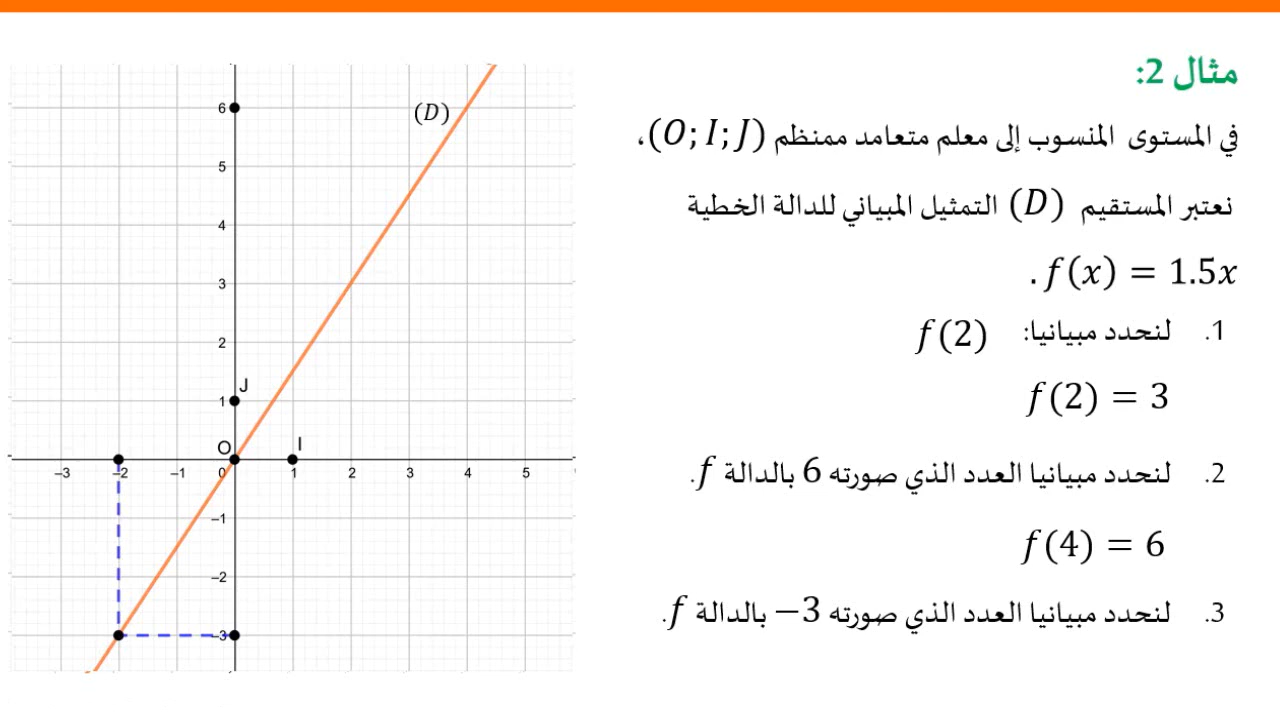 مثال 2:
في المستوى المنسوب إلى معلم متعامد ممنظم (O; I; J)،
نعتبر المستقيم (D) التمثيل المبياني للدالة الخطية
f(x) = 1.5x .
1. لنحدد مبيانيا: f(2)
f(2) = 3
2. لنحدد مبيانيا العدد الذي صورته 6 بالدالة f.
f(4) = 6
3. لنحدد مبيانيا العدد الذي صورته −3 بالدالة f.
(D)
6
5
4
3
2
J
1
O
I
–3 –2 –1 0 1 2 3 4 5
–1
–2
–3